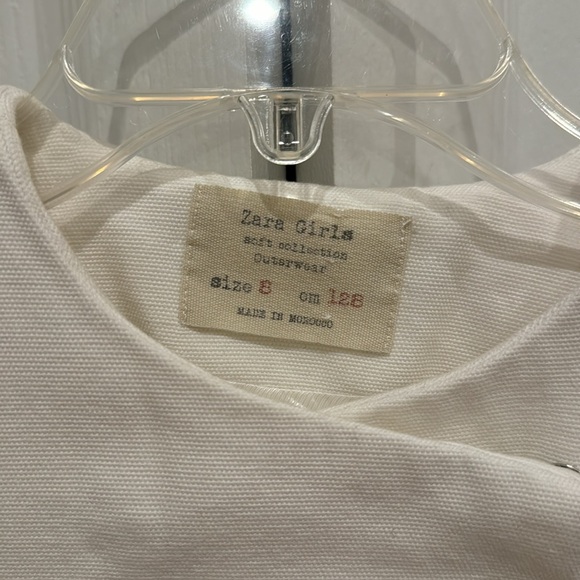 Zara Girls
soft collection
Outerwear
size 8 cm 128
MADE IN MOROCCO